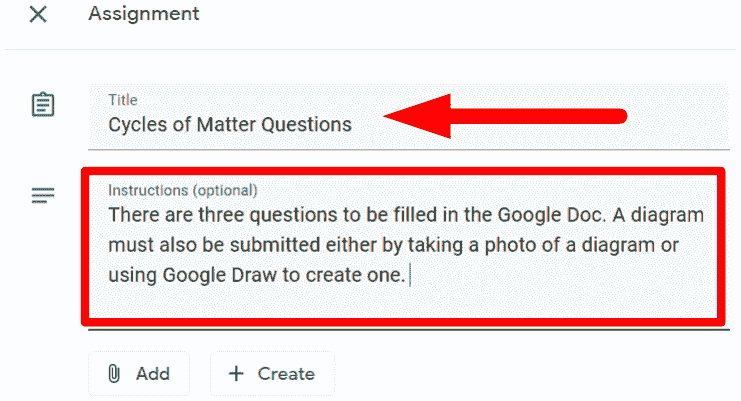 Assignment
Title
Cycles of Matter Questions
Instructions (optional)
There are three questions to be filled in the Google Doc. A diagram
must also be submitted either by taking a photo of a diagram or
using Google Draw to create one.
Add
Create